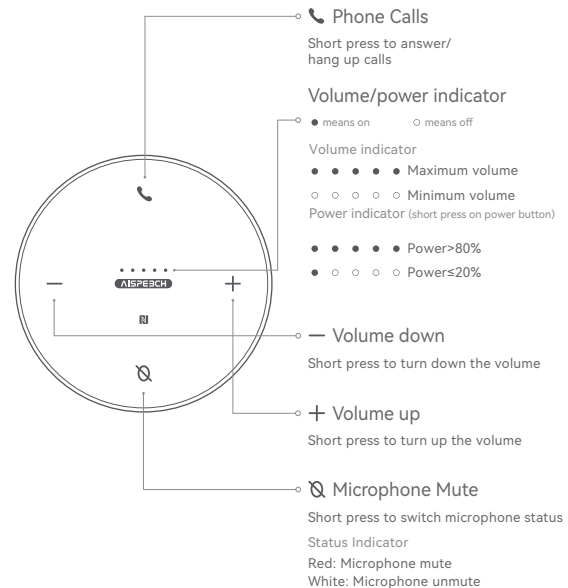 Phone Calls
Short press to answer/
hang up calls
Volume/power indicator
● means on ○ means off
Volume indicator
● ● ● ● ● Maximum volume
○ ○ ○ ○ ○ Minimum volume
Power indicator (short press on power button)
● ● ● ● ● Power>80%
● ○ ○ ○ ○ Power≤20%
AISPEECH
N
— Volume down
Short press to turn down the volume
+ Volume up
Short press to turn up the volume
Microphone Mute
Short press to switch microphone status
Status Indicator
Red: Microphone mute
White: Microphone unmute